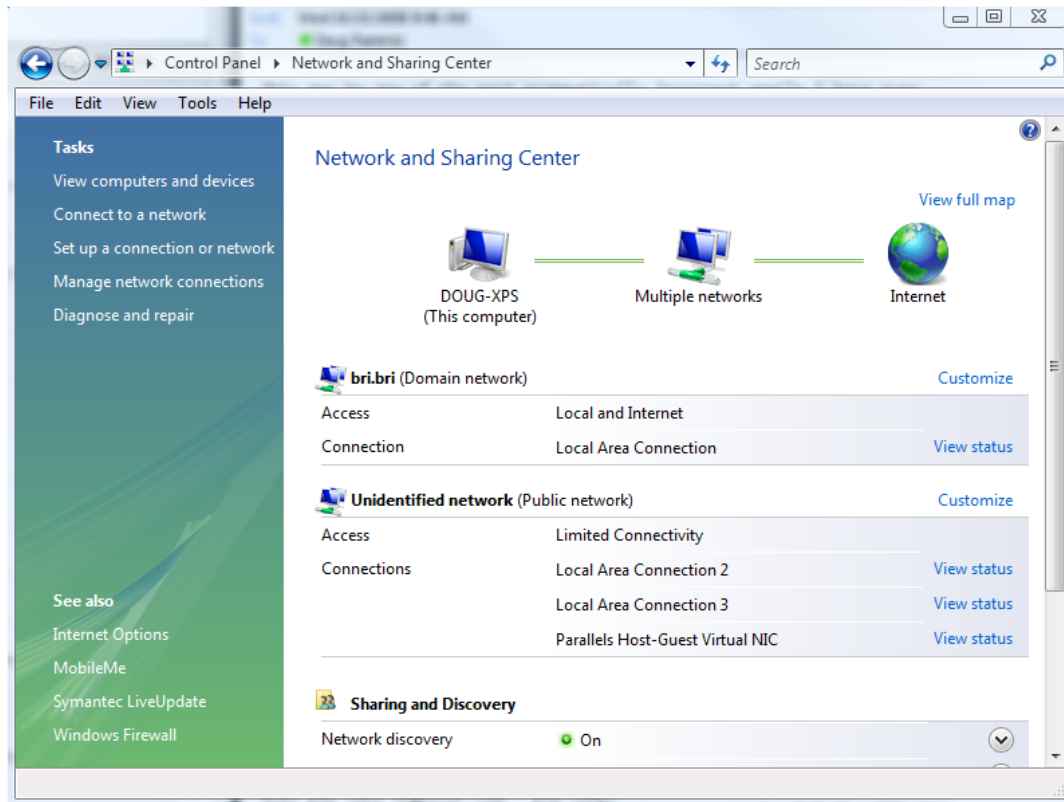 Control Panel Network and Sharing Center Search
File Edit View Tools Help
Tasks
View computers and devices
Connect to a network
Set up a connection or network
Manage network connections
Diagnose and repair
See also
Internet Options
MobileMe
Symantec LiveUpdate
Windows Firewall
Network and Sharing Center
View full map
DOUG-XPS
(This computer)
Multiple networks
Internet
bri.bri (Domain network) Customize
Access Local and Internet
Connection Local Area Connection View status
Unidentified network (Public network) Customize
Access Limited Connectivity
Connections Local Area Connection 2 View status
Local Area Connection 3 View status
Parallels Host-Guest Virtual NIC View status
Sharing and Discovery
Network discovery On